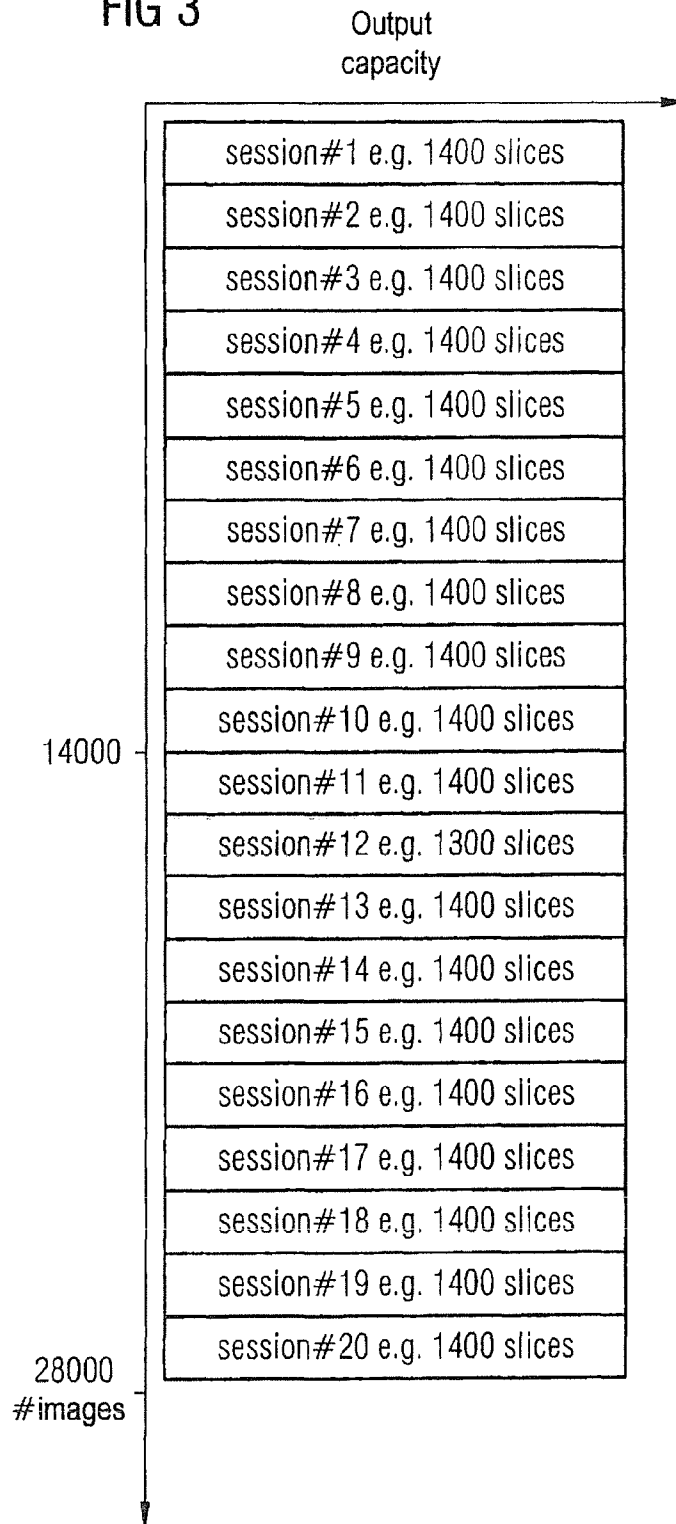 FIG 3
Output
capacity
session#1 e.g. 1400 slices
session#2 e.g. 1400 slices
session#3 e.g. 1400 slices
session#4 e.g. 1400 slices
session#5 e.g. 1400 slices
session#6 e.g. 1400 slices
session#7 e.g. 1400 slices
session#8 e.g. 1400 slices
session#9 e.g. 1400 slices
session#10 e.g. 1400 slices
14000
session#11 e.g. 1400 slices
session#12 e.g. 1300 slices
session#13 e.g. 1400 slices
session#14 e.g. 1400 slices
session#15 e.g. 1400 slices
session#16 e.g. 1400 slices
session#17 e.g. 1400 slices
session#18 e.g. 1400 slices
session#19 e.g. 1400 slices
session#20 e.g. 1400 slices
28000
#images